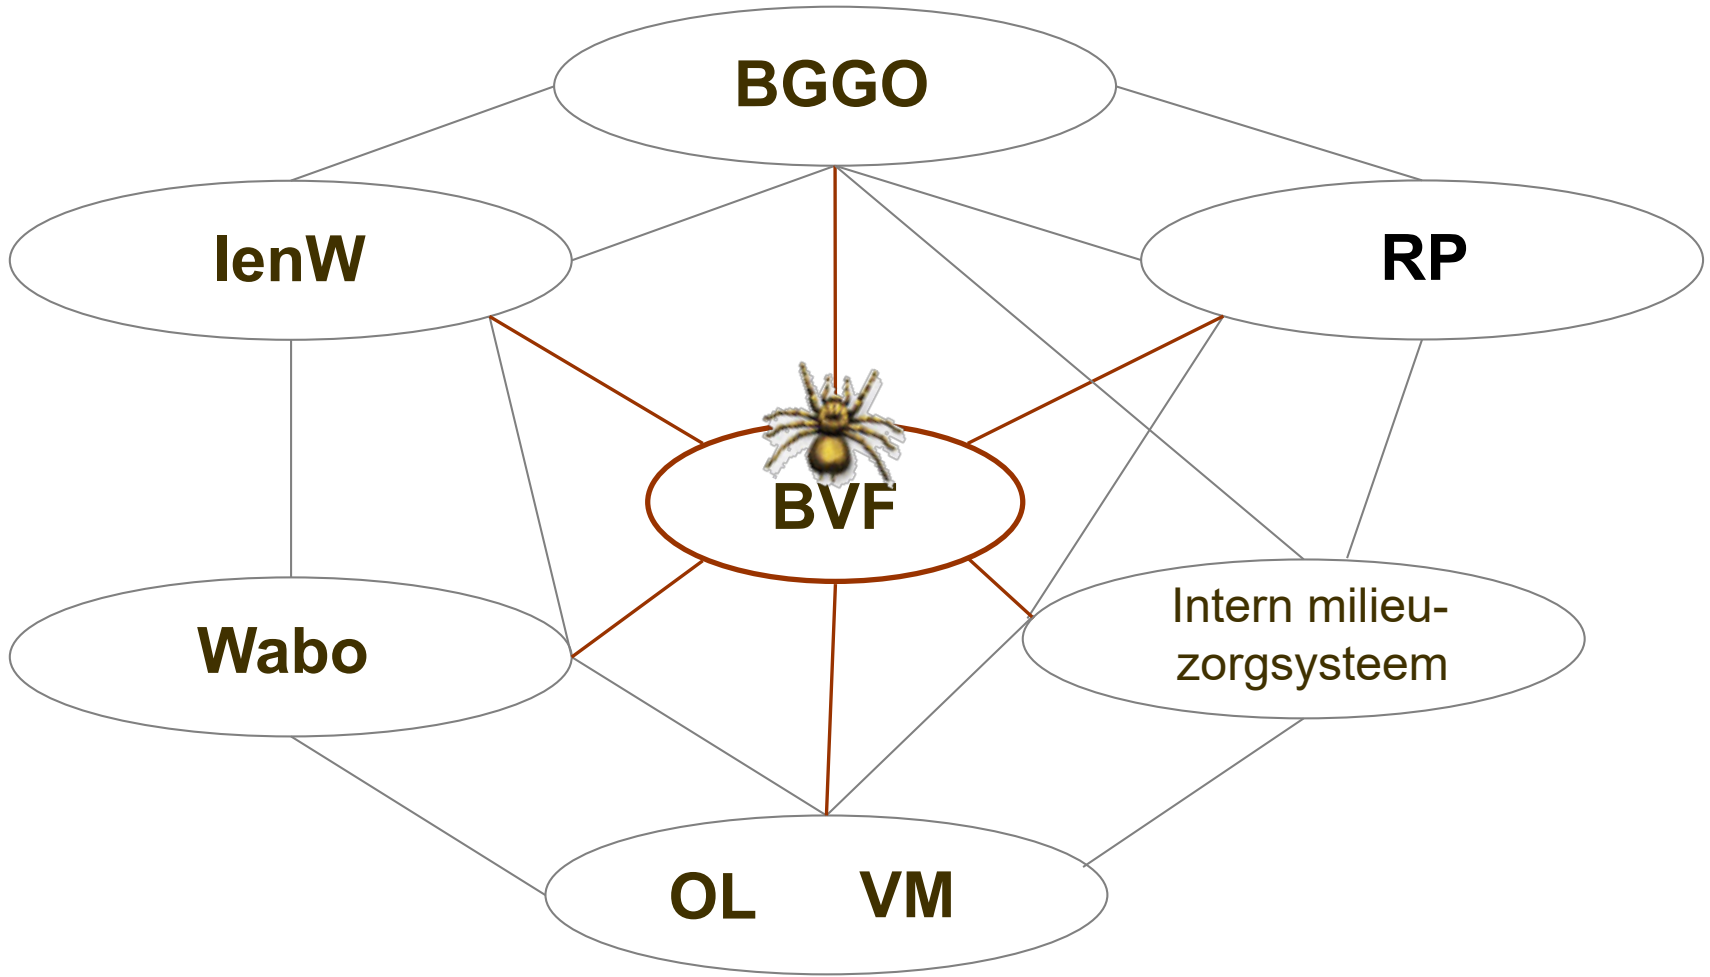 BGGO
IenW
RP
BVF
Intern milieu-
zorgsysteem
Wabo
OL VM